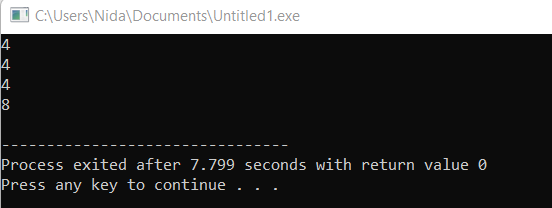 C:\Users\Nida\Documents\Untitled1.exe
4
4
4
8
--------------------------------
Process exited after 7.799 seconds with return value 0
Press any key to continue . . .